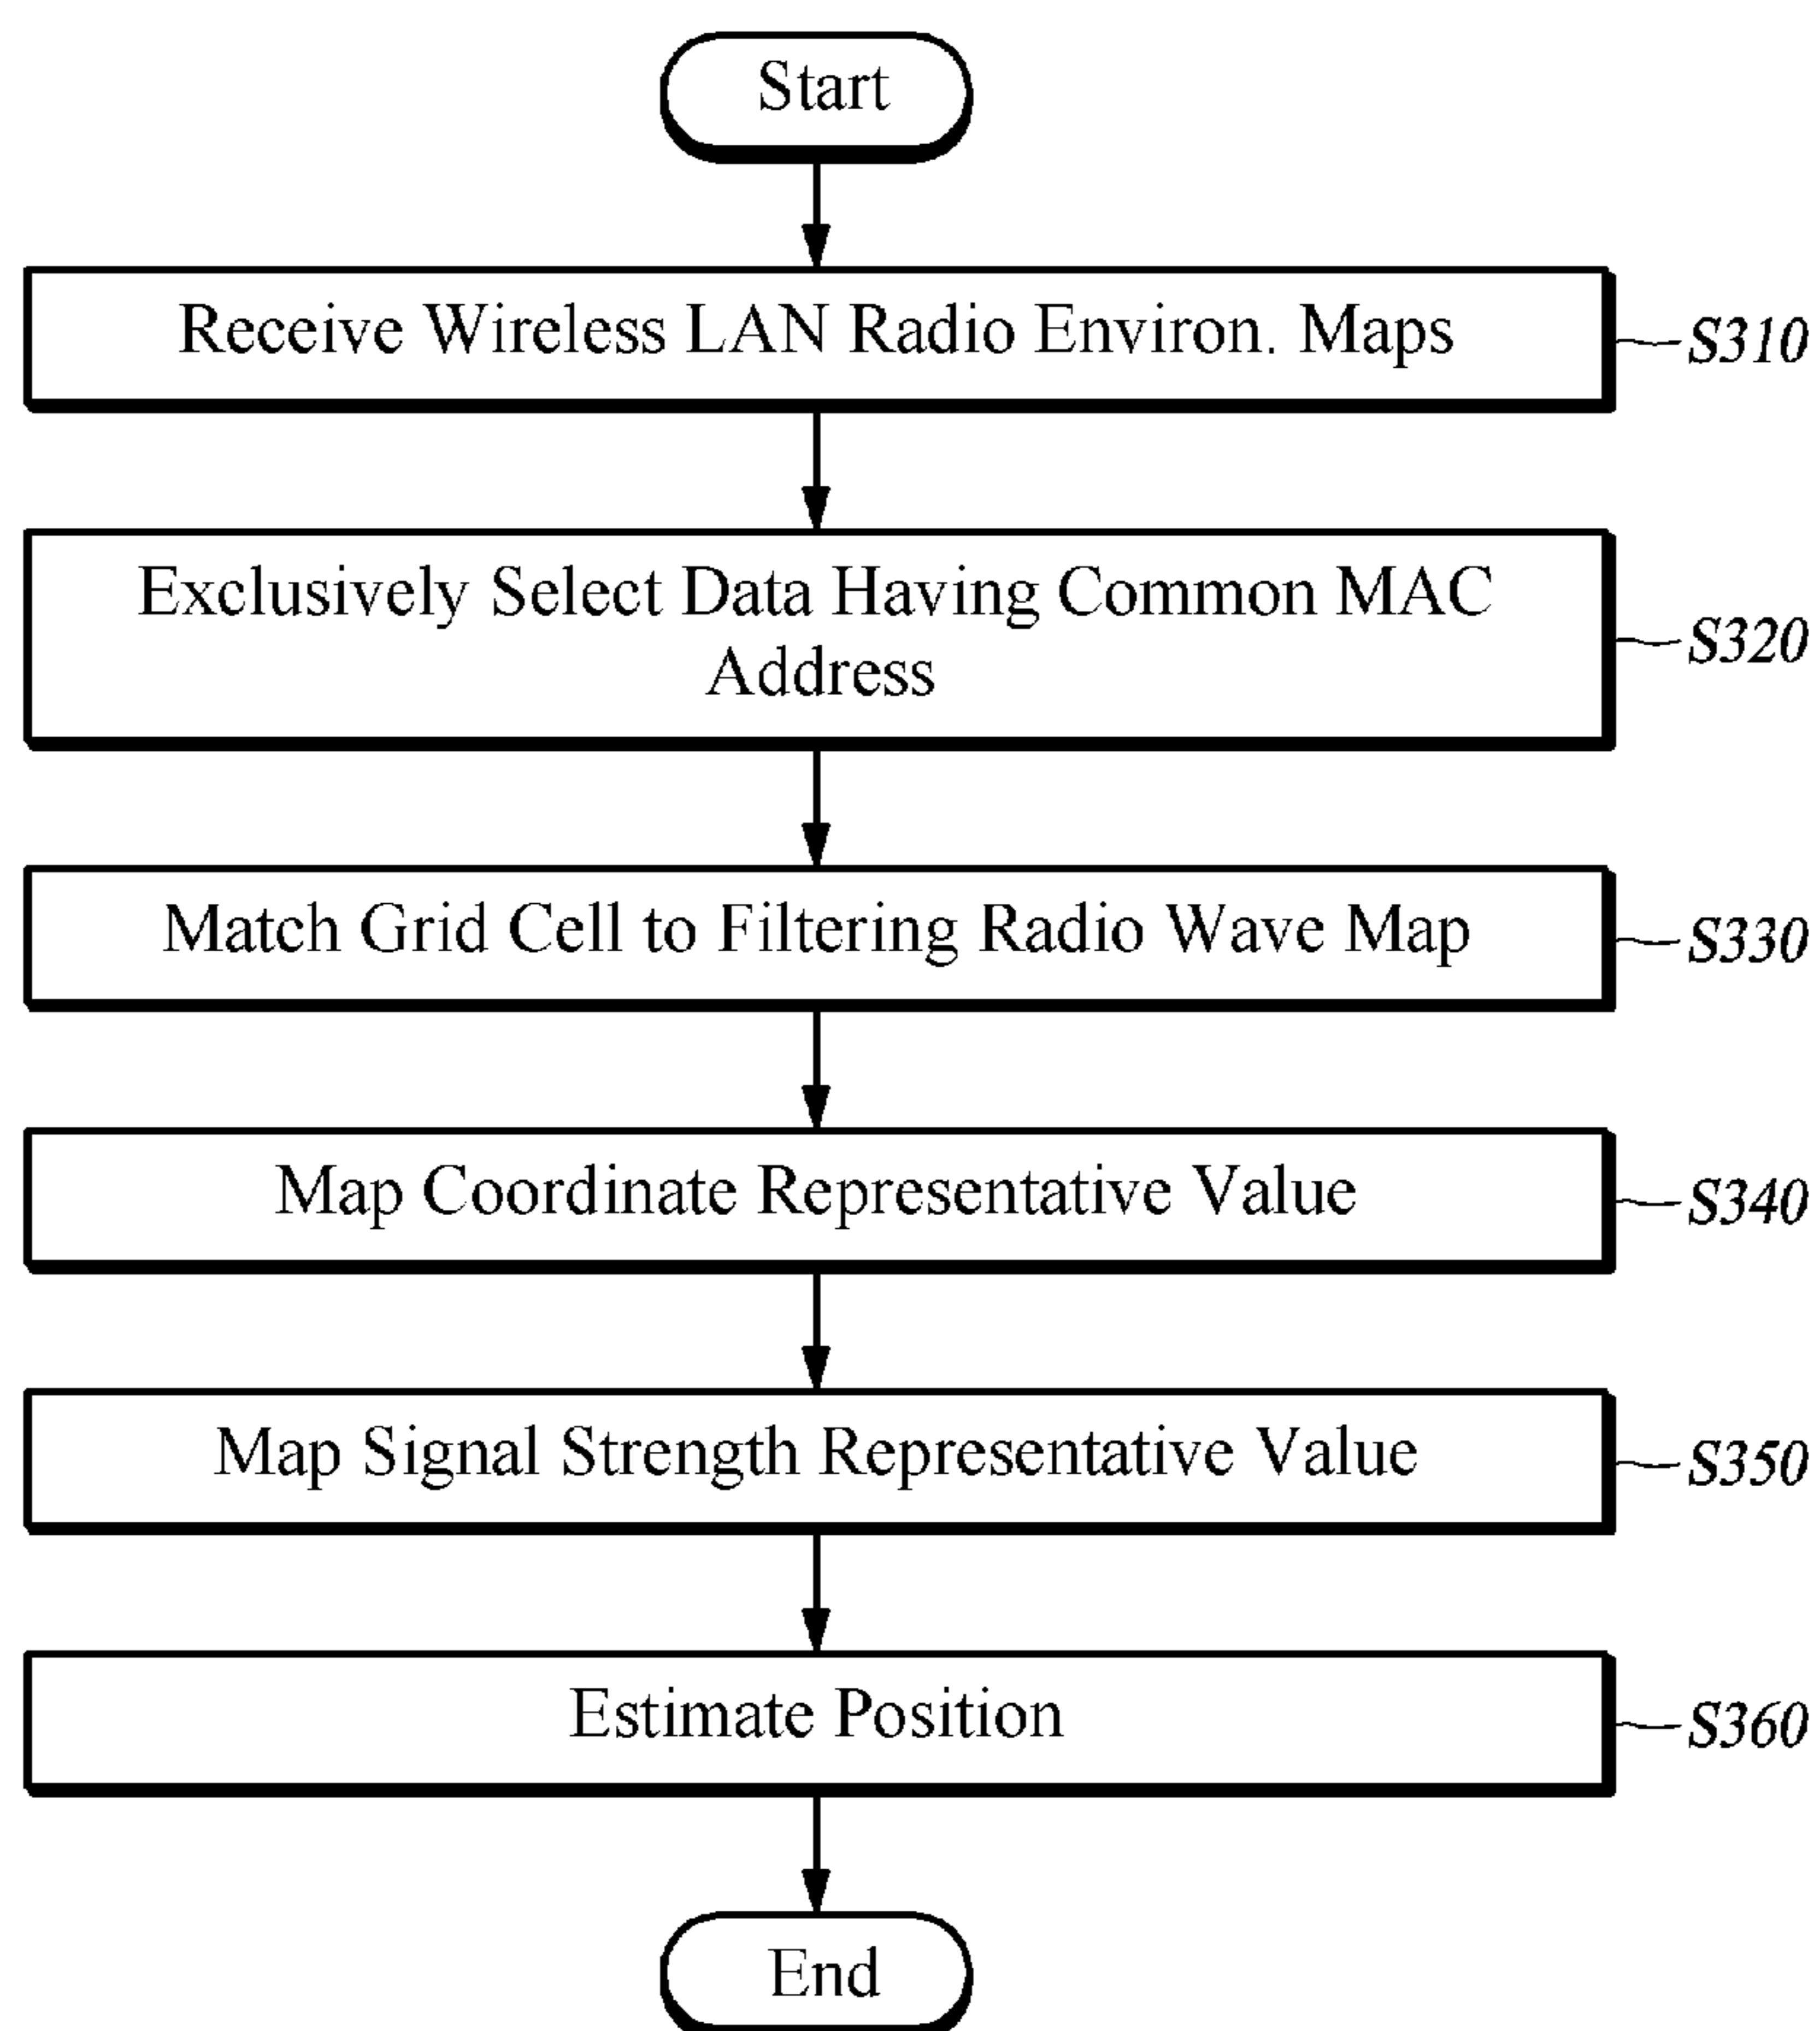 Start
Receive Wireless LAN Radio Environ. Maps
S310
Exclusively Select Data Having Common MAC
Address
S320
Match Grid Cell to Filtering Radio Wave Map
S330
Map Coordinate Representative Value
S340
Map Signal Strength Representative Value
S350
Estimate Position
S360
End